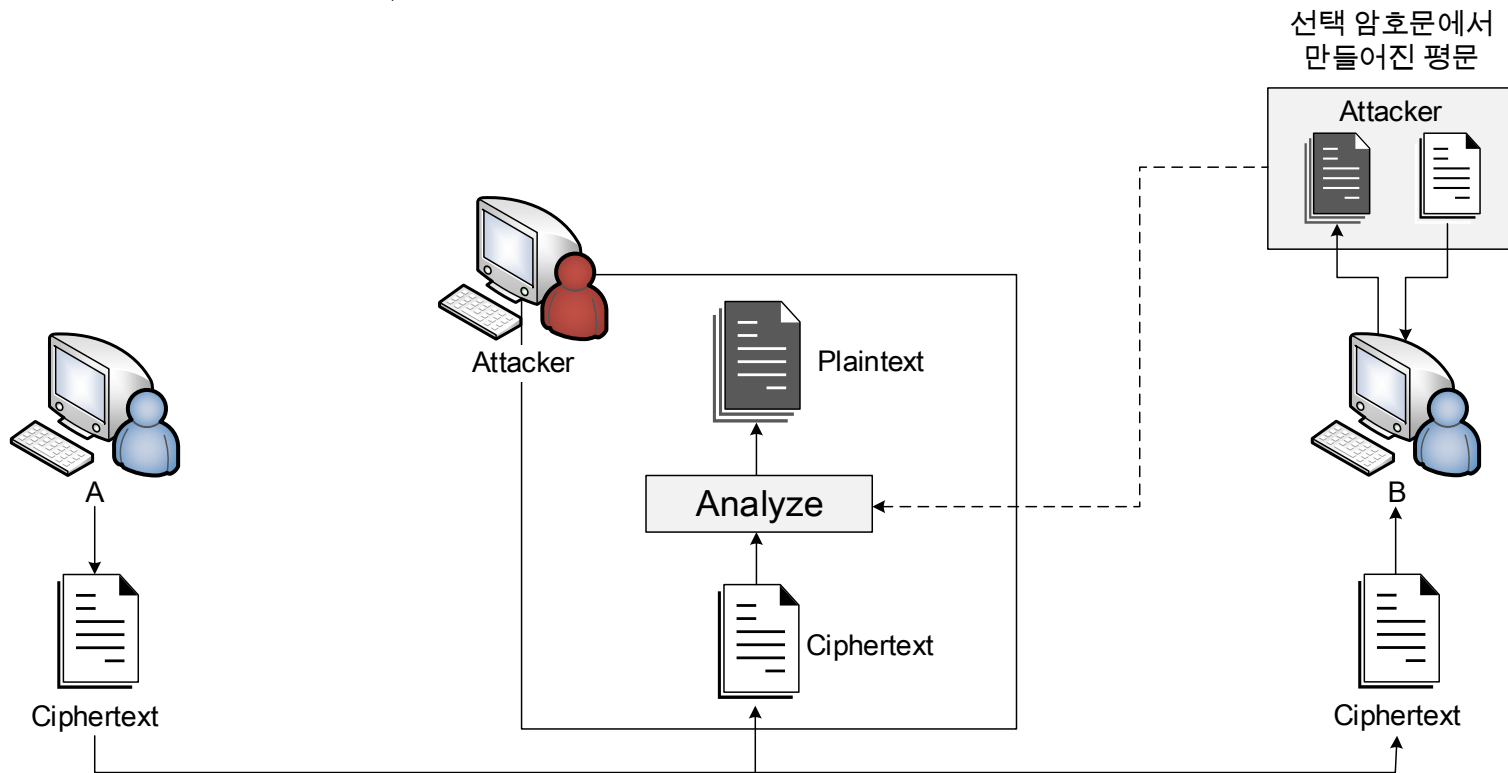 선택 암호문에서
만들어진 평문
Attacker
Attacker
Plaintext
A
Analyze
B
Ciphertext
Ciphertext
Ciphertext